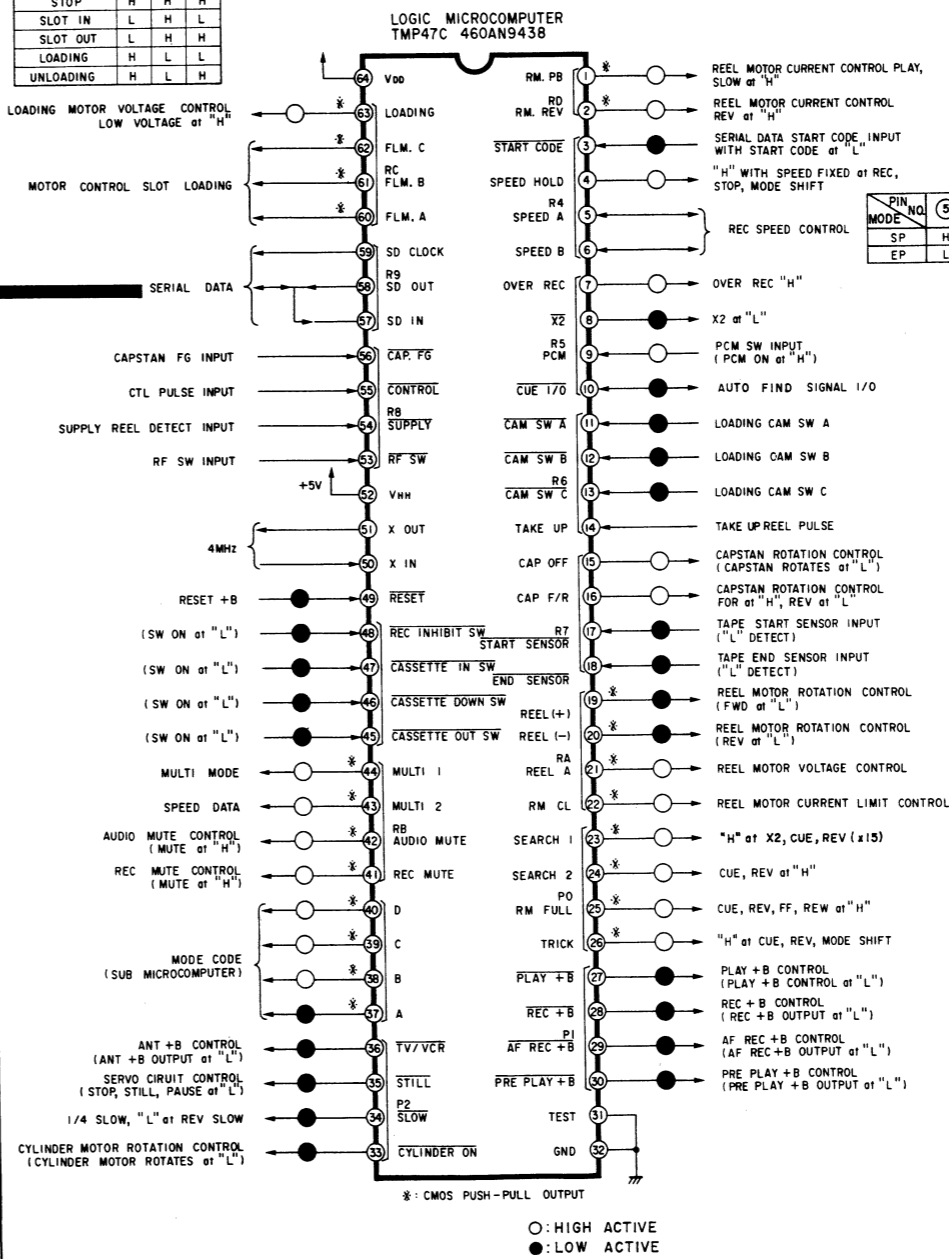 STOP H H H
SLOT IN L H L
SLOT OUT L H H
LOADING H L L
UNLOADING H L H
LOGIC MICROCOMPUTER
TMP47C 460AN9438
64 VDD
LOADING MOTOR VOLTAGE CONTROL
LOW VOLTAGE at "H"
※ 63 LOADING
MOTOR CONTROL SLOT LOADING
※ 62 FLM. C
RC
※ 61 FLM. B
※ 60 FLM. A
SERIAL DATA
59 SD CLOCK
R9
58 SD OUT
57 SD IN
CAPSTAN FG INPUT 56 CAP. FG
CTL PULSE INPUT 55 CONTROL
R8
SUPPLY REEL DETECT INPUT 54 SUPPLY
RF SW INPUT 53 RF SW
+5V 52 VHH
4MHz
51 X OUT
50 X IN
RESET +B 49 RESET
(SW ON at "L") 48 REC INHIBIT SW
(SW ON at "L") 47 CASSETTE IN SW
(SW ON at "L") 46 CASSETTE DOWN SW
(SW ON at "L") 45 CASSETTE OUT SW
MULTI MODE ※ 44 MULTI 1
SPEED DATA ※ 43 MULTI 2
RB
AUDIO MUTE CONTROL
(MUTE at "H")
※ 42 AUDIO MUTE
REC MUTE CONTROL
(MUTE at "H")
※ 41 REC MUTE
MODE CODE
(SUB MICROCOMPUTER)
※ 40 D
※ 39 C
※ 38 B
※ 37 A
ANT +B CONTROL
(ANT +B OUTPUT at "L")
36 TV/VCR
SERVO CIRUIT CONTROL
(STOP, STILL, PAUSE at "L")
35 STILL
P2
1/4 SLOW, "L" at REV SLOW 34 SLOW
CYLINDER MOTOR ROTATION CONTROL
(CYLINDER MOTOR ROTATES at "L")
33 CYLINDER ON
RM. PB 1 ※ REEL MOTOR CURRENT CONTROL PLAY,
SLOW at "H"
RD
RM. REV 2 ※ REEL MOTOR CURRENT CONTROL
REV at "H"
START CODE 3 SERIAL DATA START CODE INPUT
WITH START CODE at "L"
SPEED HOLD 4 "H" WITH SPEED FIXED at REC,
STOP, MODE SHIFT
R4
SPEED A 5
SPEED B 6
REC SPEED CONTROL
PIN NO. 5
MODE
SP H
EP L
OVER REC 7 OVER REC "H"
X2 8 X2 at "L"
R5
PCM 9 PCM SW INPUT
(PCM ON at "H")
CUE I/O 10 AUTO FIND SIGNAL I/O
CAM SW A 11 LOADING CAM SW A
CAM SW B 12 LOADING CAM SW B
R6
CAM SW C 13 LOADING CAM SW C
TAKE UP 14 TAKE UP REEL PULSE
CAP OFF 15 CAPSTAN ROTATION CONTROL
(CAPSTAN ROTATES at "L")
CAP F/R 16 CAPSTAN ROTATION CONTROL
FOR at "H", REV at "L"
R7
START SENSOR 17 TAPE START SENSOR INPUT
("L" DETECT)
END SENSOR 18 TAPE END SENSOR INPUT
("L" DETECT)
REEL (+) 19 ※ REEL MOTOR ROTATION CONTROL
(FWD at "L")
REEL (-) 20 ※ REEL MOTOR ROTATION CONTROL
(REV at "L")
RA
REEL A 21 ※ REEL MOTOR VOLTAGE CONTROL
RM CL 22 ※ REEL MOTOR CURRENT LIMIT CONTROL
SEARCH 1 23 ※ "H" at X2, CUE, REV (x15)
SEARCH 2 24 ※ CUE, REV at "H"
PO
RM FULL 25 ※ CUE, REV, FF, REW at "H"
TRICK 26 ※ "H" at CUE, REV, MODE SHIFT
PLAY +B 27 PLAY +B CONTROL
(PLAY +B CONTROL at "L")
REC +B 28 REC +B CONTROL
(REC +B OUTPUT at "L")
P1
AF REC +B 29 AF REC +B CONTROL
(AF REC +B OUTPUT at "L")
PRE PLAY +B 30 PRE PLAY +B CONTROL
(PRE PLAY +B OUTPUT at "L")
TEST 31
GND 32
※: CMOS PUSH-PULL OUTPUT
○: HIGH ACTIVE
●: LOW ACTIVE